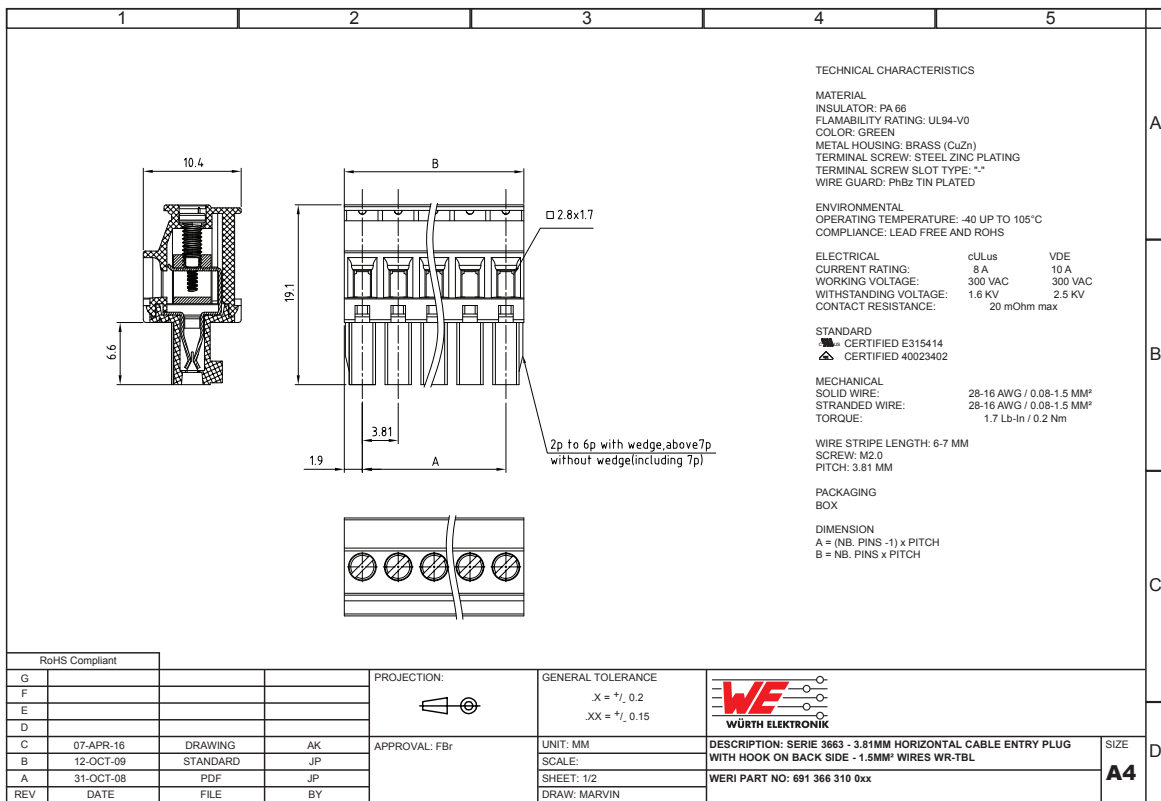 1 2 3 4 5
A
B
C
D
10.4
6.6
B
19.1
□ 2.8x1.7
3.81
1.9
A
2p to 6p with wedge,above7p
without wedge(including 7p)
TECHNICAL CHARACTERISTICS
MATERIAL
INSULATOR: PA 66
FLAMABILITY RATING: UL94-V0
COLOR: GREEN
METAL HOUSING: BRASS (CuZn)
TERMINAL SCREW: STEEL ZINC PLATING
TERMINAL SCREW SLOT TYPE: "-"
WIRE GUARD: PhBz TIN PLATED
ENVIRONMENTAL
OPERATING TEMPERATURE: -40 UP TO 105°C
COMPLIANCE: LEAD FREE AND ROHS
ELECTRICAL cULus VDE
CURRENT RATING: 8 A 10 A
WORKING VOLTAGE: 300 VAC 300 VAC
WITHSTANDING VOLTAGE: 1.6 KV 2.5 KV
CONTACT RESISTANCE: 20 mOhm max
STANDARD
CERTIFIED E315414
CERTIFIED 40023402
MECHANICAL
SOLID WIRE: 28-16 AWG / 0.08-1.5 MM²
STRANDED WIRE: 28-16 AWG / 0.08-1.5 MM²
TORQUE: 1.7 Lb-In / 0.2 Nm
WIRE STRIPE LENGTH: 6-7 MM
SCREW: M2.0
PITCH: 3.81 MM
PACKAGING
BOX
DIMENSION
A = (NB. PINS -1) x PITCH
B = NB. PINS x PITCH
RoHS Compliant
G
F
E
D
C 07-APR-16 DRAWING AK
B 12-OCT-09 STANDARD JP
A 31-OCT-08 PDF JP
REV DATE FILE BY
PROJECTION:
APPROVAL: FBr
GENERAL TOLERANCE
.X = +/- 0.2
.XX = +/- 0.15
UNIT: MM
SCALE:
SHEET: 1/2
DRAW: MARVIN
WE
WÜRTH ELEKTRONIK
DESCRIPTION: SERIE 3663 - 3.81MM HORIZONTAL CABLE ENTRY PLUG
WITH HOOK ON BACK SIDE - 1.5MM² WIRES WR-TBL
WERI PART NO: 691 366 310 0xx
SIZE
A4